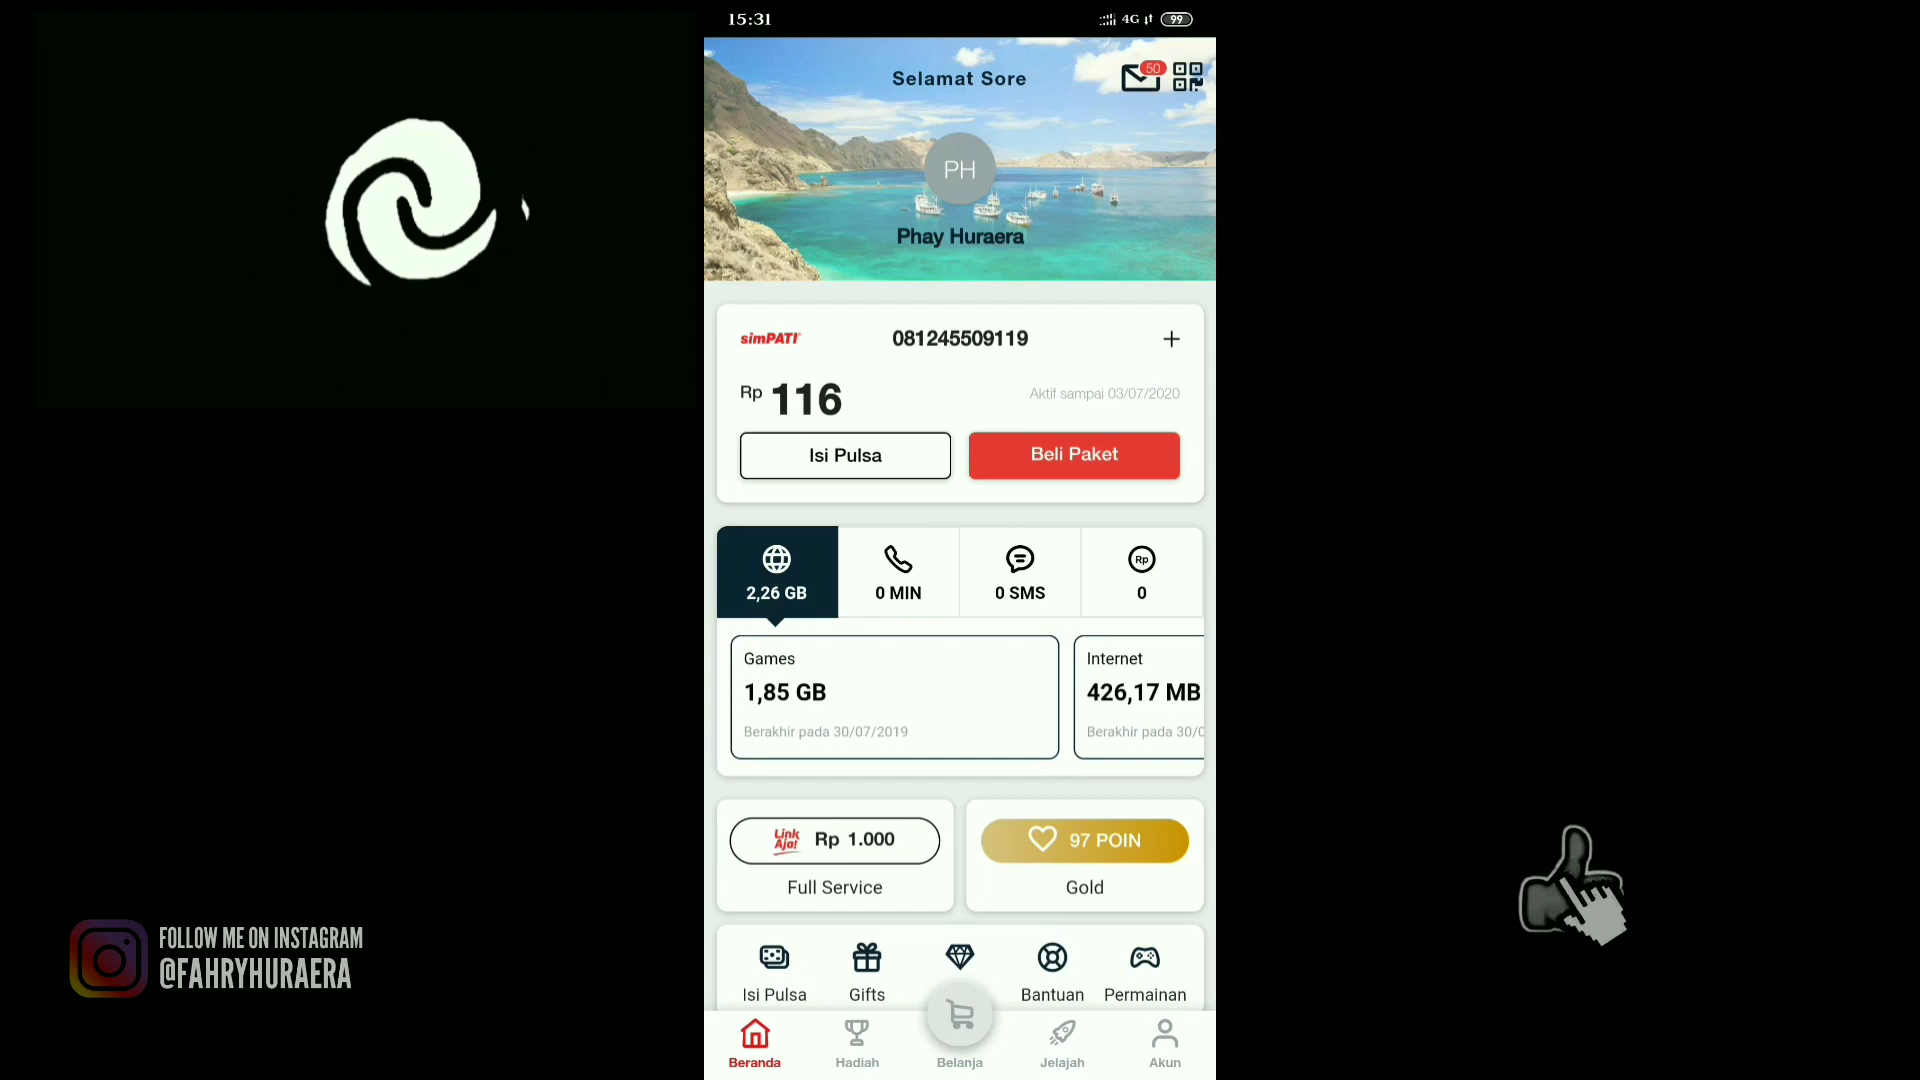 15:31
4G
99
Selamat Sore
50
PH
Phay Huraera
simPATI
081245509119
+
Rp 116
Aktif sampai 03/07/2020
Isi Pulsa
Beli Paket
2,26 GB
0 MIN
0 SMS
Rp
0
Games
1,85 GB
Berakhir pada 30/07/2019
Internet
426,17 MB
Berakhir pada 30/0
Link Aja!
Rp 1.000
Full Service
97 POIN
Gold
Isi Pulsa
Gifts
Bantuan
Permainan
Beranda
Hadiah
Belanja
Jelajah
Akun
FOLLOW ME ON INSTAGRAM
@FAHRYHURAERA